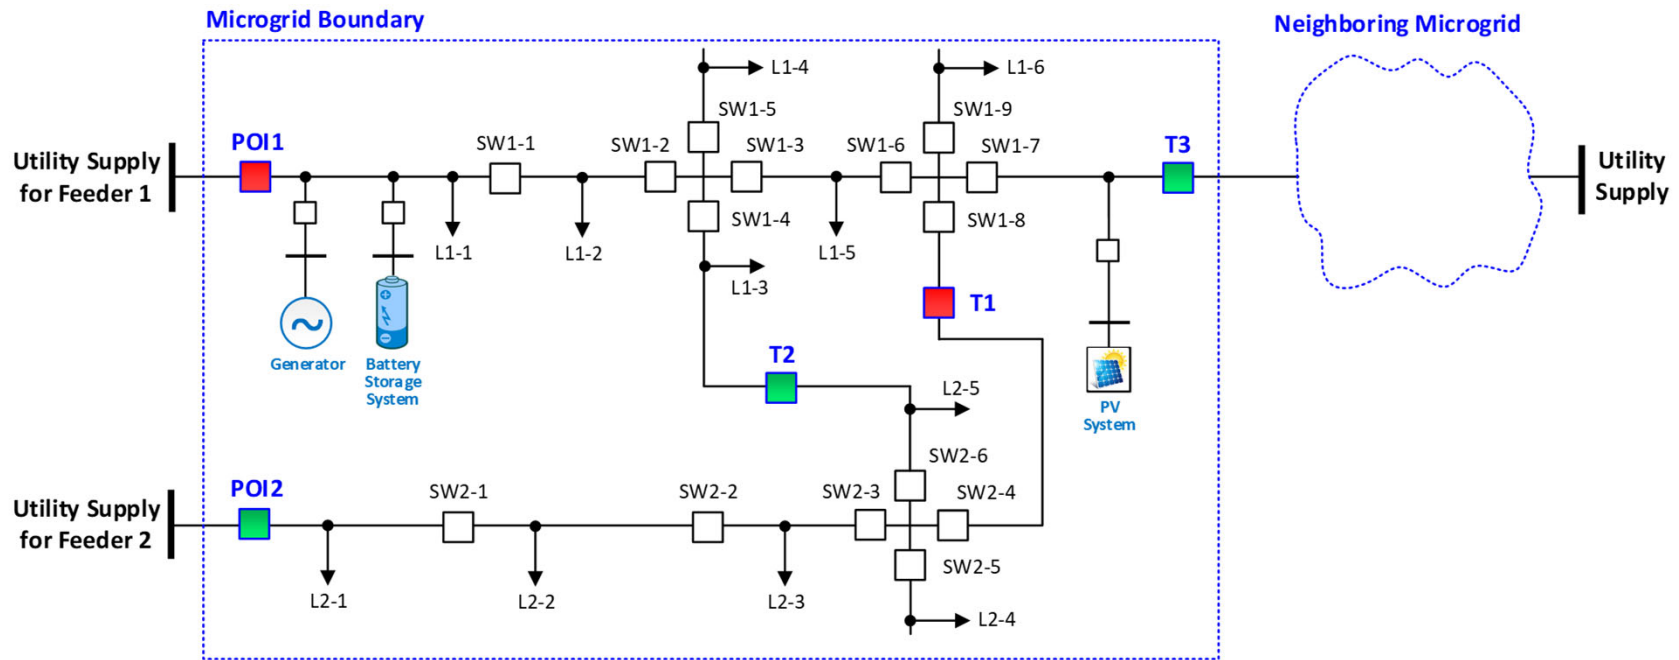 Microgrid Boundary
Neighboring Microgrid
L1-4
L1-6
SW1-5
SW1-9
POI1
SW1-1
SW1-2
SW1-3
SW1-6
SW1-7
T3
Utility Supply
for Feeder 1
Utility
Supply
SW1-4
SW1-8
L1-1
L1-2
L1-5
L1-3
T1
Generator
Battery
Storage
System
T2
L2-5
PV
System
SW2-6
POI2
SW2-1
SW2-2
SW2-3
SW2-4
Utility Supply
for Feeder 2
SW2-5
L2-1
L2-2
L2-3
L2-4